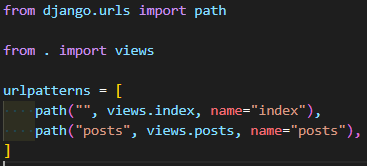 from django.urls import path
from . import views
urlpatterns = [
    path("", views.index, name="index"),
    path("posts", views.posts, name="posts"),
]